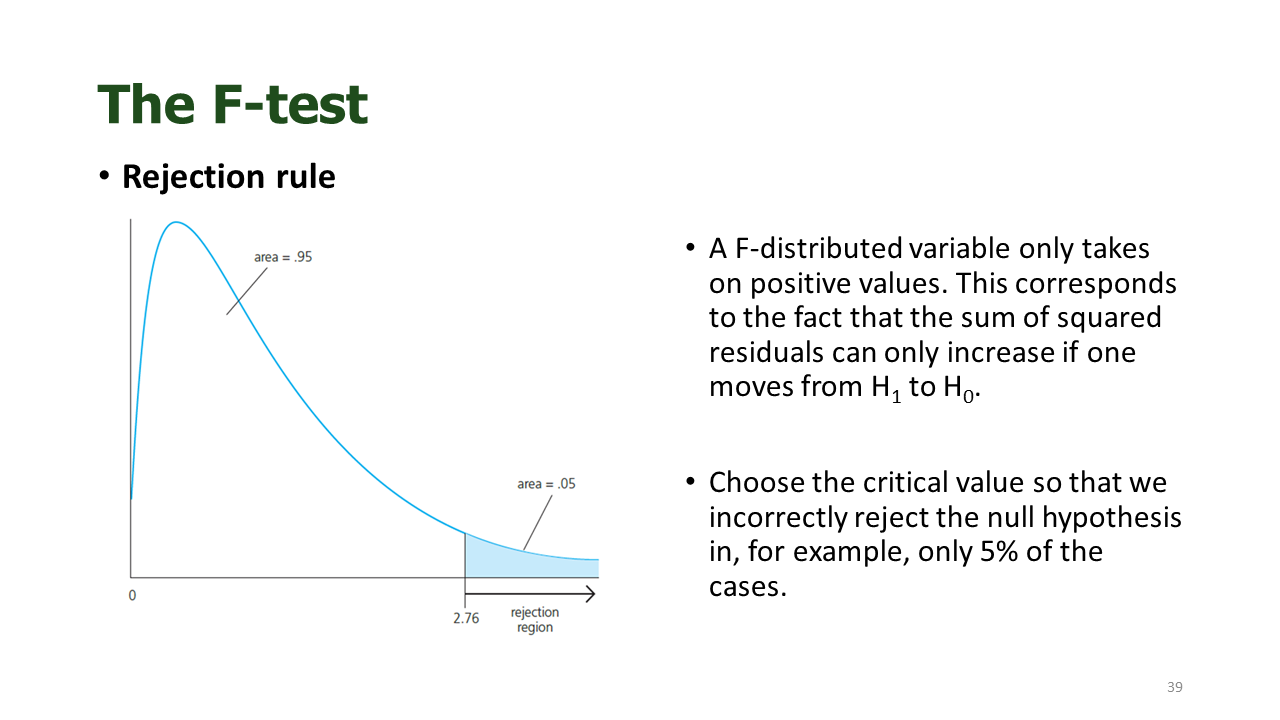 The F-test
• Rejection rule
area = .95
area = .05
0
2.76
rejection
region
• A F-distributed variable only takes
on positive values. This corresponds
to the fact that the sum of squared
residuals can only increase if one
moves from H₁ to H₀.
• Choose the critical value so that we
incorrectly reject the null hypothesis
in, for example, only 5% of the
cases.
39